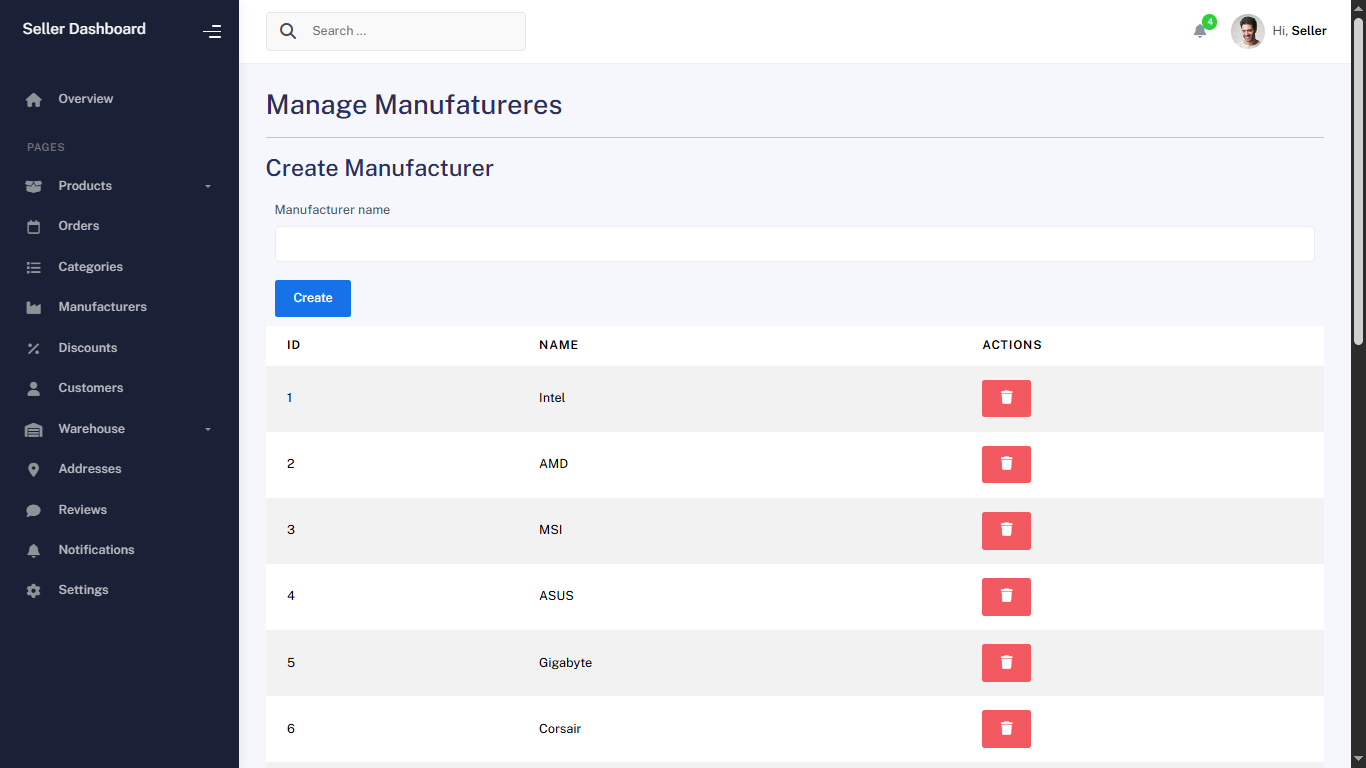 Seller Dashboard
Search ...
4
Hi, Seller
Overview
PAGES
Products
Orders
Categories
Manufacturers
Discounts
Customers
Warehouse
Addresses
Reviews
Notifications
Settings
Manage Manufatureres
Create Manufacturer
Manufacturer name
Create
ID NAME ACTIONS
1 Intel
2 AMD
3 MSI
4 ASUS
5 Gigabyte
6 Corsair